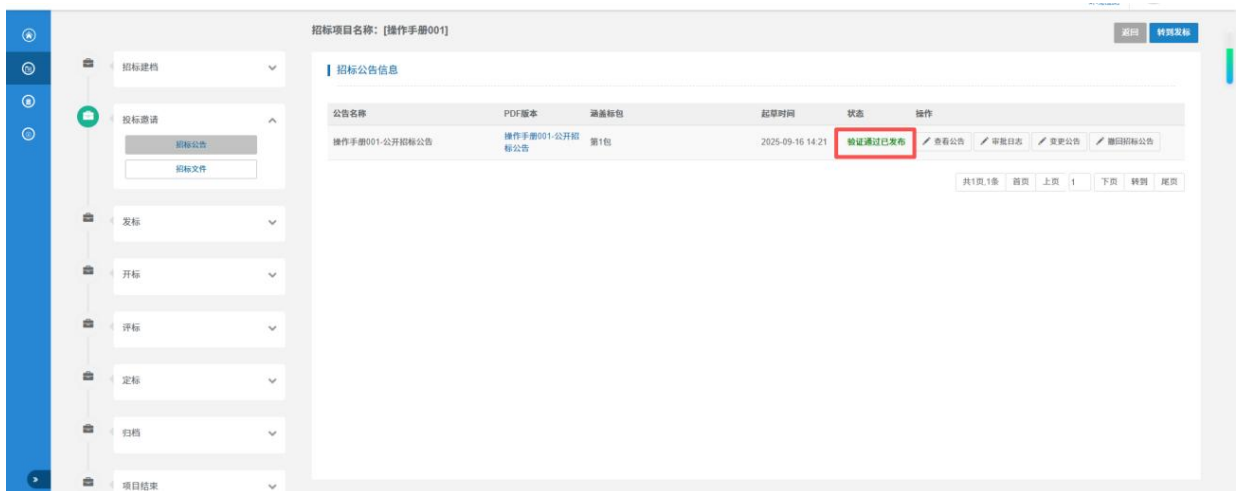 招标项目名称：[操作手册001]
返回 转到发标
招标建档
投标邀请
招标公告
招标文件
发标
开标
评标
定标
归档
项目结束
招标公告信息
公告名称 PDF版本 涵盖标包 起草时间 状态 操作
操作手册001-公开招标公告 操作手册001-公开招 第1包 2025-09-16 14:21 验证通过已发布 查看公告 审批日志 变更公告 撤回招标公告
标公告
共1页,1条 首页 上页 1 下页 转到 尾页